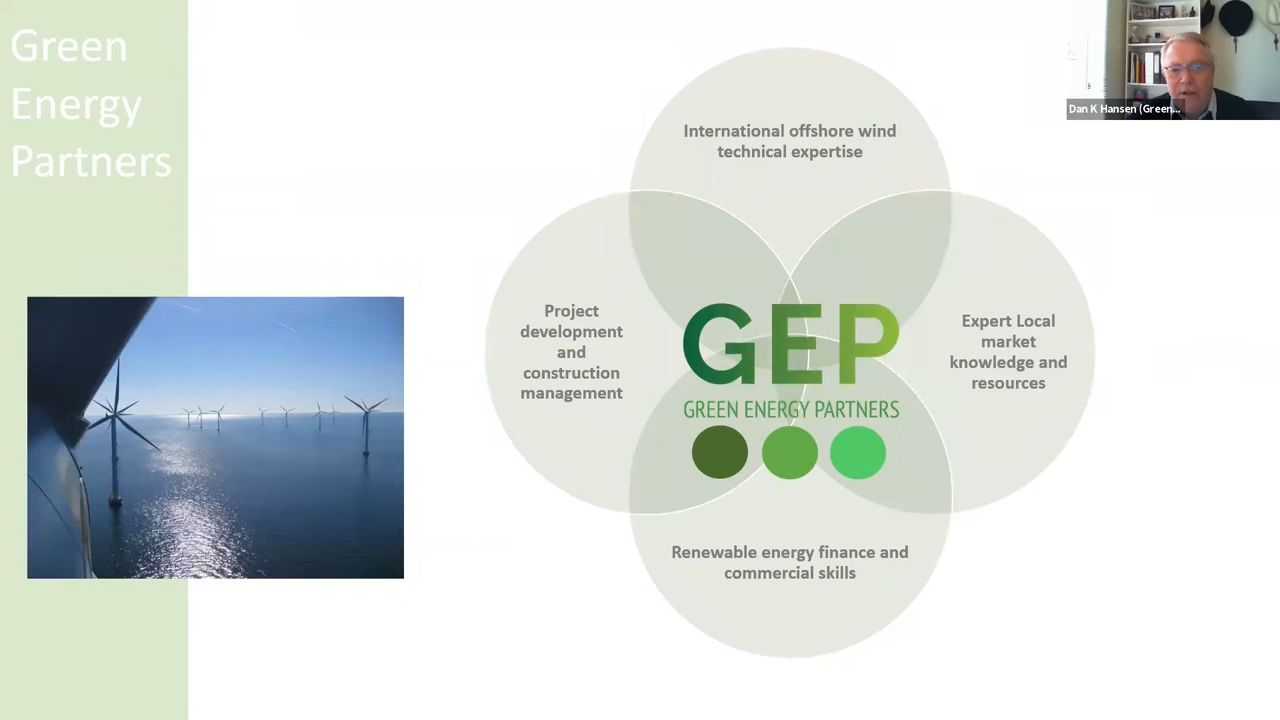 Green
Energy
Partners
Dan K Hansen (Green...
International offshore wind
technical expertise
Project
development
and
construction
management
Expert Local
market
knowledge and
resources
GEP
GREEN ENERGY PARTNERS
Renewable energy finance and
commercial skills